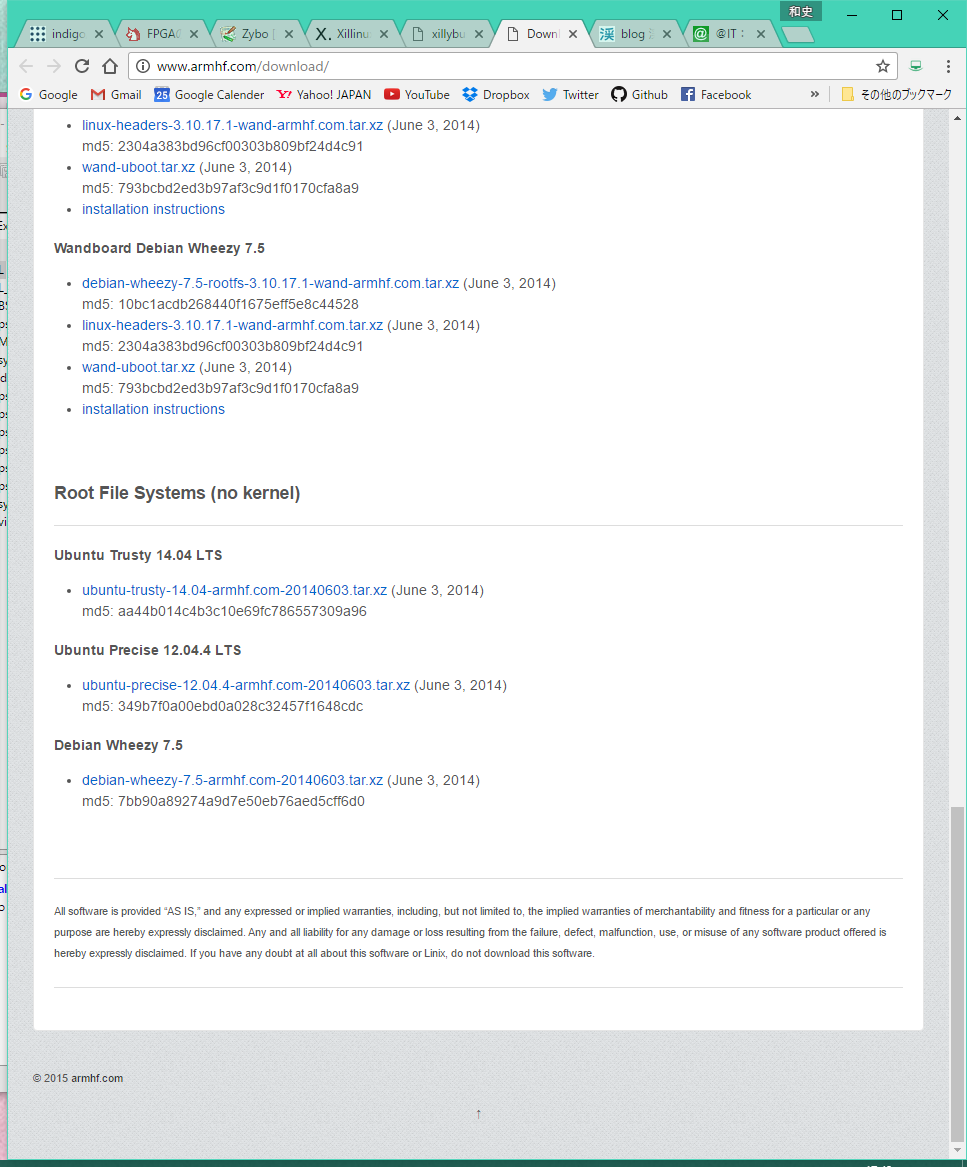 和史
indigo
FPGA
Zybo
Xillinu
xillybu
Downl
blog
@IT：
www.armhf.com/download/
Google
Gmail
Google Calender
Yahoo! JAPAN
YouTube
Dropbox
Twitter
Github
Facebook
»
その他のブックマーク
linux-headers-3.10.17.1-wand-armhf.com.tar.xz (June 3, 2014)
md5: 2304a383bd96cf00303b809bf24d4c91
wand-uboot.tar.xz (June 3, 2014)
md5: 793bcbd2ed3b97af3c9d1f0170cfa8a9
installation instructions
Wandboard Debian Wheezy 7.5
debian-wheezy-7.5-rootfs-3.10.17.1-wand-armhf.com.tar.xz (June 3, 2014)
md5: 10bc1acdb268440f1675eff5e8c44528
linux-headers-3.10.17.1-wand-armhf.com.tar.xz (June 3, 2014)
md5: 2304a383bd96cf00303b809bf24d4c91
wand-uboot.tar.xz (June 3, 2014)
md5: 793bcbd2ed3b97af3c9d1f0170cfa8a9
installation instructions
Root File Systems (no kernel)
Ubuntu Trusty 14.04 LTS
ubuntu-trusty-14.04-armhf.com-20140603.tar.xz (June 3, 2014)
md5: aa44b014c4b3c10e69fc786557309a96
Ubuntu Precise 12.04.4 LTS
ubuntu-precise-12.04.4-armhf.com-20140603.tar.xz (June 3, 2014)
md5: 349b7f0a00ebd0a028c32457f1648cdc
Debian Wheezy 7.5
debian-wheezy-7.5-armhf.com-20140603.tar.xz (June 3, 2014)
md5: 7bb90a89274a9d7e50eb76aed5cff6d0
All software is provided “AS IS,” and any expressed or implied warranties, including, but not limited to, the implied warranties of merchantability and fitness for a particular or any
purpose are hereby expressly disclaimed. Any and all liability for any damage or loss resulting from the failure, defect, malfunction, use, or misuse of any software product offered is
hereby expressly disclaimed. If you have any doubt at all about this software or Linix, do not download this software.
© 2015 armhf.com
↑